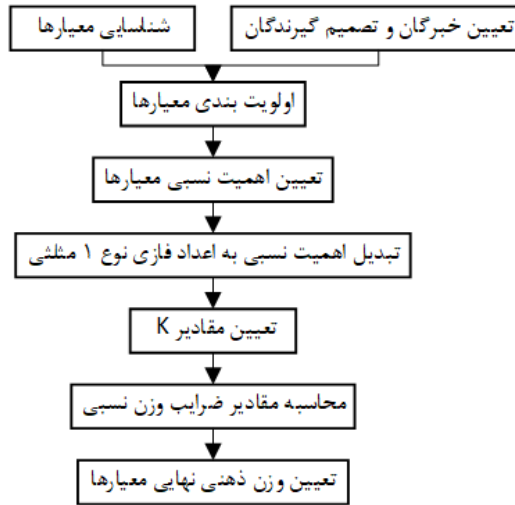 تعیین خبرگان و تصمیم گیرندگان
شناسایی معیارها
اولویت بندی معیارها
تعیین اهمیت نسبی معیارها
تبدیل اهمیت نسبی به اعداد فازی نوع ۱ مثلثی
تعیین مقادیر K
محاسبه مقادیر ضرایب وزن نسبی
تعیین وزن ذهنی نهایی معیارها